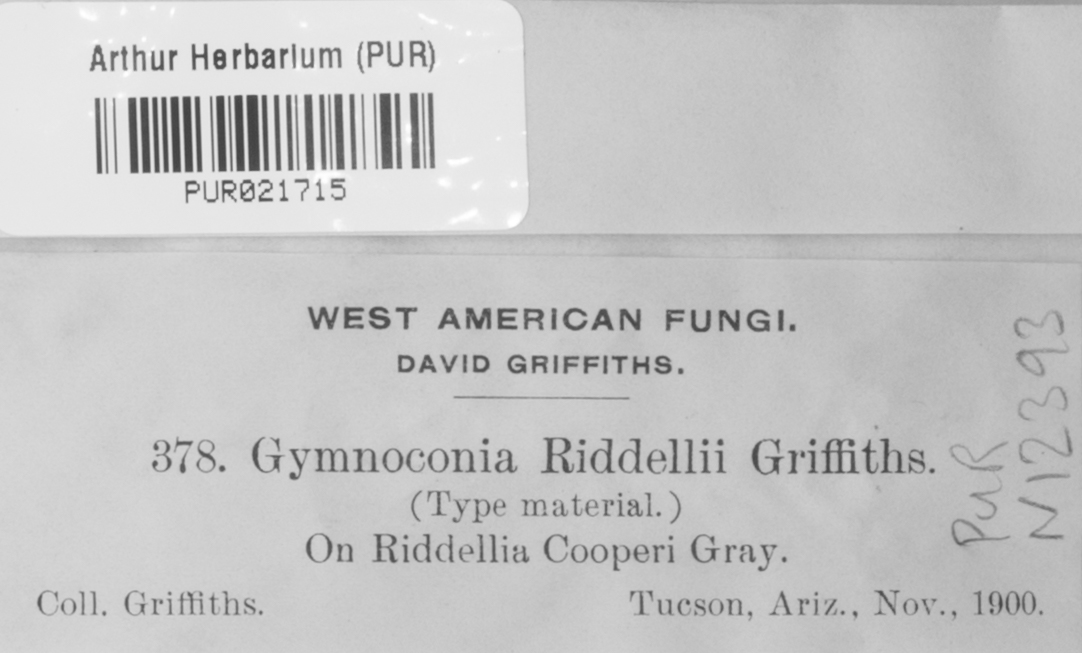 Arthur Herbarium (PUR)
PUR021715
WEST AMERICAN FUNGI.
DAVID GRIFFITHS.
378. Gymnoconia Riddellii Griffiths.
(Type material.)
On Riddellia Cooperi Gray.
Coll. Griffiths. Tucson, Ariz., Nov., 1900.
PUR
N12393